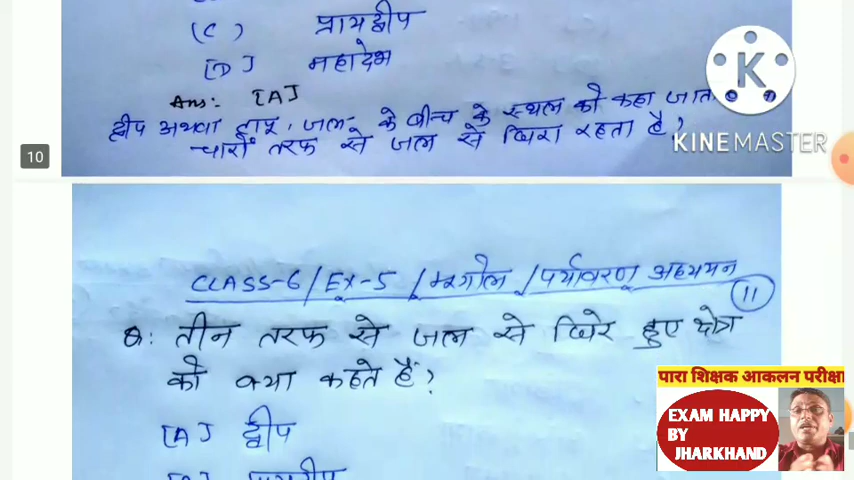 (C) प्रायद्वीप
[D] महादेश
Ans:- [A]
द्वीप अथवा टापू, जल- के बीच के स्थल को कहा जात
चारों तरफ से जल से घिरा रहता है,
10
KINEMASTER
CLASS-6/EX-5/भूगोल/पर्यावरण अध्ययन
11
Q: तीन तरफ से जल से घिरे हुए क्षेत्र
को क्या कहते हैं?
[A] द्वीप
पारा शिक्षक आकलन परीक्षा
EXAM HAPPY
BY
JHARKHAND